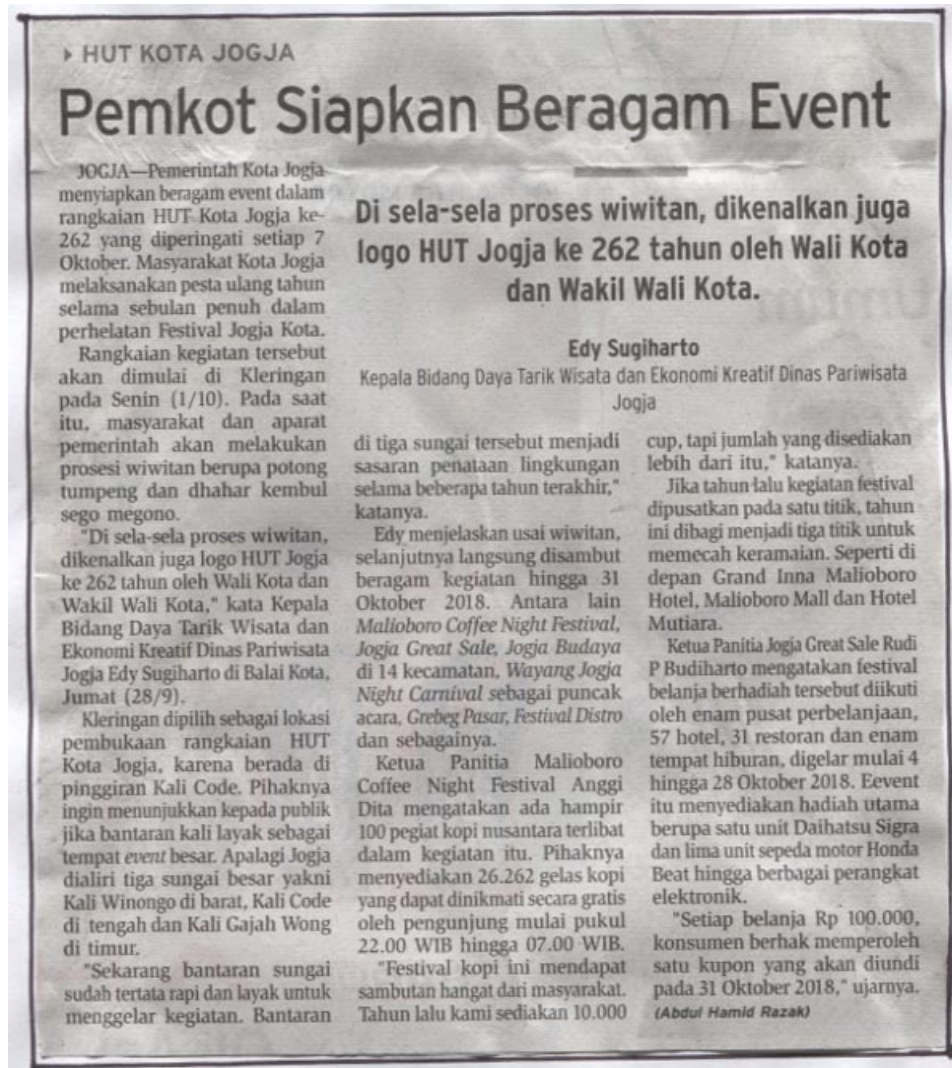 HUT KOTA JOGJA
Pemkot Siapkan Beragam Event
JOGJA—Pemerintah Kota Jogja
menyiapkan beragam event dalam
rangkaian HUT Kota Jogja ke-
262 yang diperingati setiap 7
Oktober. Masyarakat Kota Jogja
melaksanakan pesta ulang tahun
selama sebulan penuh dalam
perhelatan Festival Jogja Kota.
Rangkaian kegiatan tersebut
akan dimulai di Kleringan
pada Senin (1/10). Pada saat
itu, masyarakat dan aparat
pemerintah akan melakukan
prosesi wiwitan berupa potong
tumpeng dan dhahar kembul
sego megono.
"Di sela-sela proses wiwitan,
dikenalkan juga logo HUT Jogja
ke 262 tahun oleh Wali Kota dan
Wakil Wali Kota," kata Kepala
Bidang Daya Tarik Wisata dan
Ekonomi Kreatif Dinas Pariwisata
Jogja Edy Sugiharto di Balai Kota,
Jumat (28/9).
Kleringan dipilih sebagai lokasi
pembukaan rangkaian HUT
Kota Jogja, karena berada di
pinggiran Kali Code. Pihaknya
ingin menunjukkan kepada publik
jika bantaran kali layak sebagai
tempat event besar. Apalagi Jogja
dialiri tiga sungai besar yakni
Kali Winongo di barat, Kali Code
di tengah dan Kali Gajah Wong
di timur.
"Sekarang bantaran sungai
sudah tertata rapi dan layak untuk
menggelar kegiatan. Bantaran
Di sela-sela proses wiwitan, dikenalkan juga
logo HUT Jogja ke 262 tahun oleh Wali Kota
dan Wakil Wali Kota.
Edy Sugiharto
Kepala Bidang Daya Tarik Wisata dan Ekonomi Kreatif Dinas Pariwisata
Jogja
di tiga sungai tersebut menjadi
sasaran penataan lingkungan
selama beberapa tahun terakhir,"
katanya.
Edy menjelaskan usai wiwitan,
selanjutnya langsung disambut
beragam kegiatan hingga 31
Oktober 2018. Antara lain
Malioboro Coffee Night Festival,
Jogja Great Sale, Jogja Budaya
di 14 kecamatan, Wayang Jogja
Night Carnival sebagai puncak
acara, Grebeg Pasar, Festival Distro
dan sebagainya.
Ketua Panitia Malioboro
Coffee Night Festival Anggi
Dita mengatakan ada hampir
100 pegiat kopi nusantara terlibat
dalam kegiatan itu. Pihaknya
menyediakan 26.262 gelas kopi
yang dapat dinikmati secara gratis
oleh pengunjung mulai pukul
22.00 WIB hingga 07.00 WIB.
"Festival kopi ini mendapat
sambutan hangat dari masyarakat.
Tahun lalu kami sediakan 10.000
cup, tapi jumlah yang disediakan
lebih dari itu," katanya.
Jika tahun lalu kegiatan festival
dipusatkan pada satu titik, tahun
ini dibagi menjadi tiga titik untuk
memecah keramaian. Seperti di
depan Grand Inna Malioboro
Hotel, Malioboro Mall dan Hotel
Mutiara.
Ketua Panitia Jogja Great Sale Rudi
P Budiharto mengatakan festival
belanja berhadiah tersebut diikuti
oleh enam pusat perbelanjaan,
57 hotel, 31 restoran dan enam
tempat hiburan, digelar mulai 4
hingga 28 Oktober 2018. Eevent
itu menyediakan hadiah utama
berupa satu unit Daihatsu Sigra
dan lima unit sepeda motor Honda
Beat hingga berbagai perangkat
elektronik.
"Setiap belanja Rp 100.000,
konsumen berhak memperoleh
satu kupon yang akan diundi
pada 31 Oktober 2018," ujarnya.
(Abdul Hamid Razak)